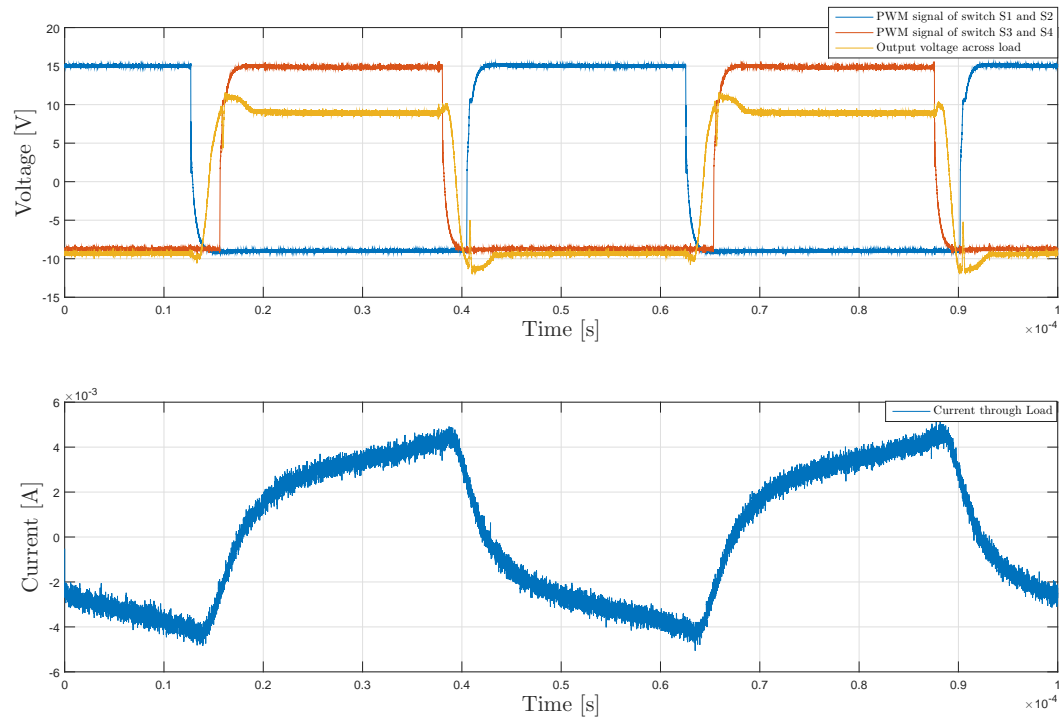 PWM signal of switch S1 and S2
PWM signal of switch S3 and S4
Output voltage across load
20
15
10
5
0
-5
-10
-15
Voltage [V]
0 0.1 0.2 0.3 0.4 0.5 0.6 0.7 0.8 0.9 1
Time [s]
×10-4
×10-3
Current through Load
6
4
2
0
-2
-4
-6
Current [A]
0 0.1 0.2 0.3 0.4 0.5 0.6 0.7 0.8 0.9 1
Time [s]
×10-4